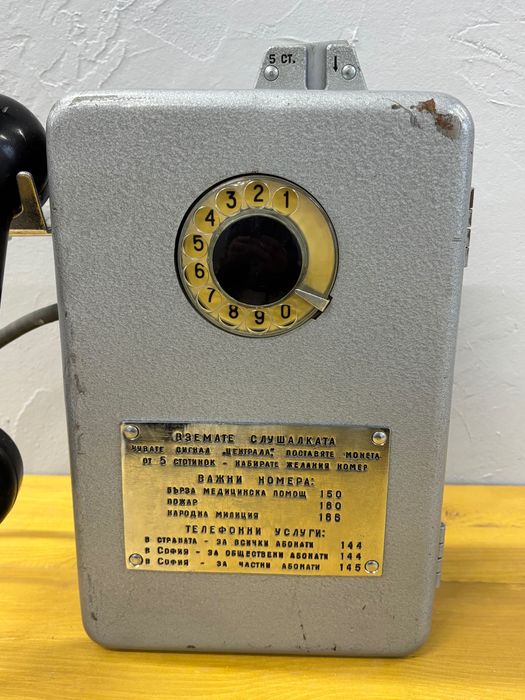 5 СТ. ↓
1
2
3
4
5
6
7
8
9
0
ВЗЕМАТЕ СЛУШАЛКАТА
ЧУВАТЕ СИГНАЛ „ЦЕНТРАЛА" ПОСТАВЯТЕ МОНЕТА
ОТ 5 СТОТИНОК - НАБИРАТЕ ЖЕЛАНИЯ НОМЕР
ВАЖНИ НОМЕРА:
БЪРЗА МЕДИЦИНСКА ПОМОЩ 150
ПОЖАР 160
НАРОДНА МИЛИЦИЯ 166
ТЕЛЕФОННИ УСЛУГИ:
В СТРАНАТА - ЗА ВСИЧКИ АБОНАТИ 144
В СОФИЯ - ЗА ОБЩЕСТВЕНИ АБОНАТИ 144
В СОФИЯ - ЗА ЧАСТНИ АБОНАТИ 145